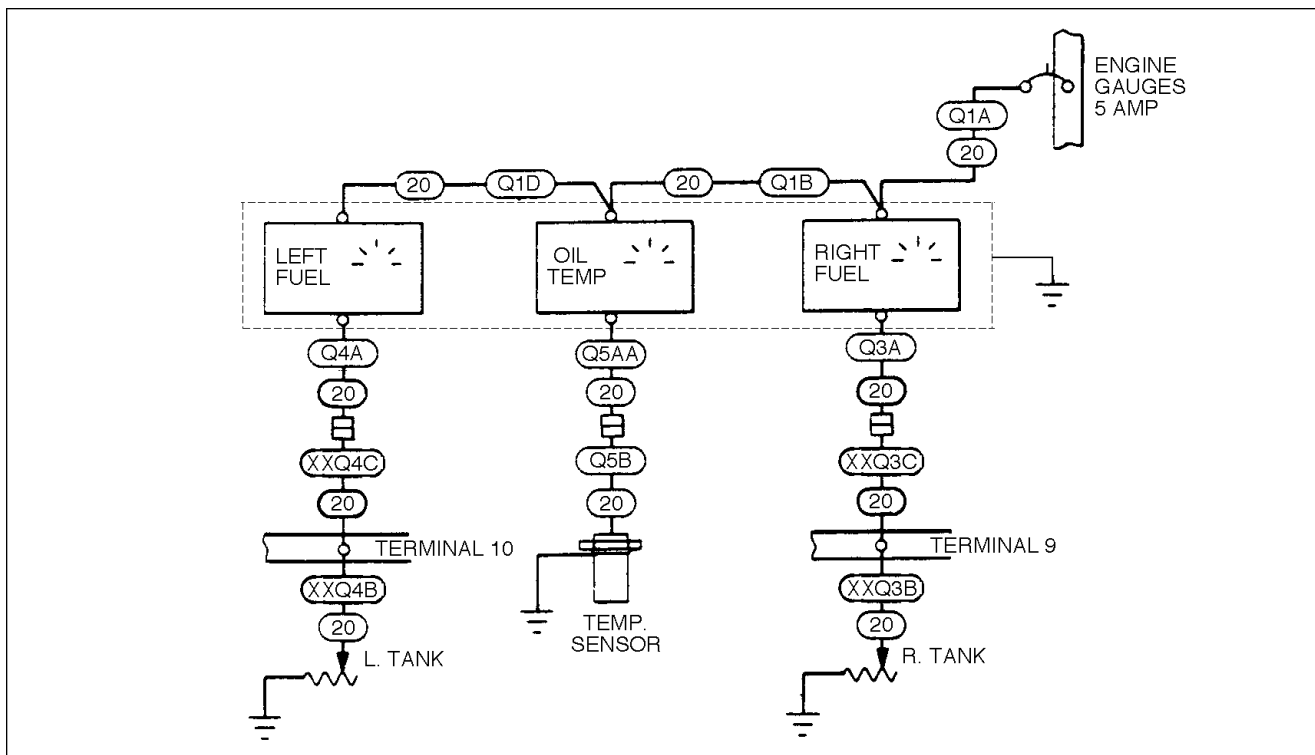 ENGINE
GAUGES
5 AMP
Q1A
20
20 Q1D 20 Q1B
LEFT
FUEL
OIL
TEMP
RIGHT
FUEL
Q4A Q5AA Q3A
20 20 20
XXQ4C Q5B XXQ3C
20 20 20
TERMINAL 10 TERMINAL 9
XXQ4B XXQ3B
TEMP.
SENSOR
20 20
L. TANK R. TANK